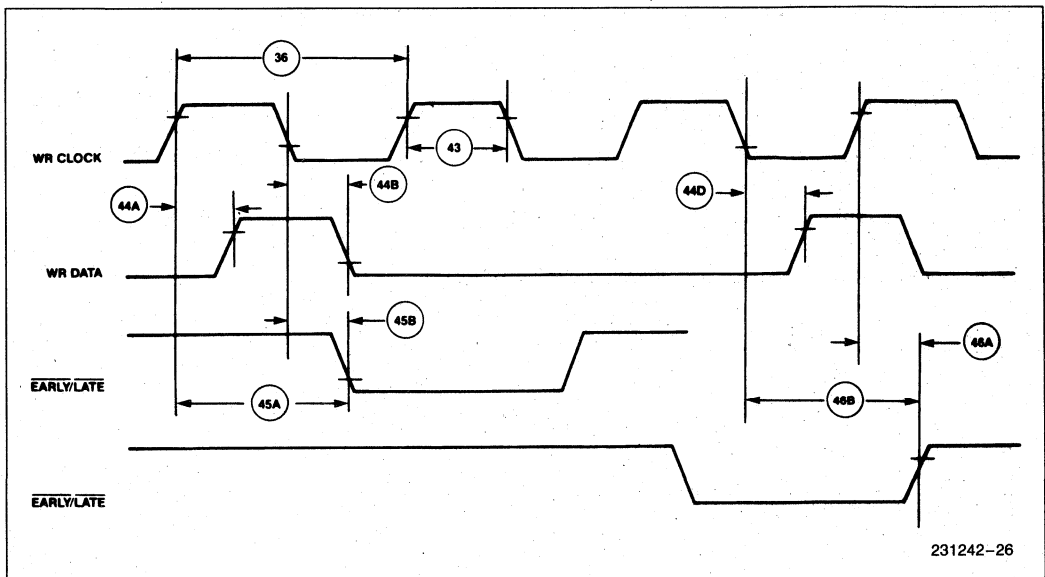 36
WR CLOCK
43
44B
44A
44D
WR DATA
45B
46A
EARLY/LATE
45A
46B
EARLY/LATE
231242–26